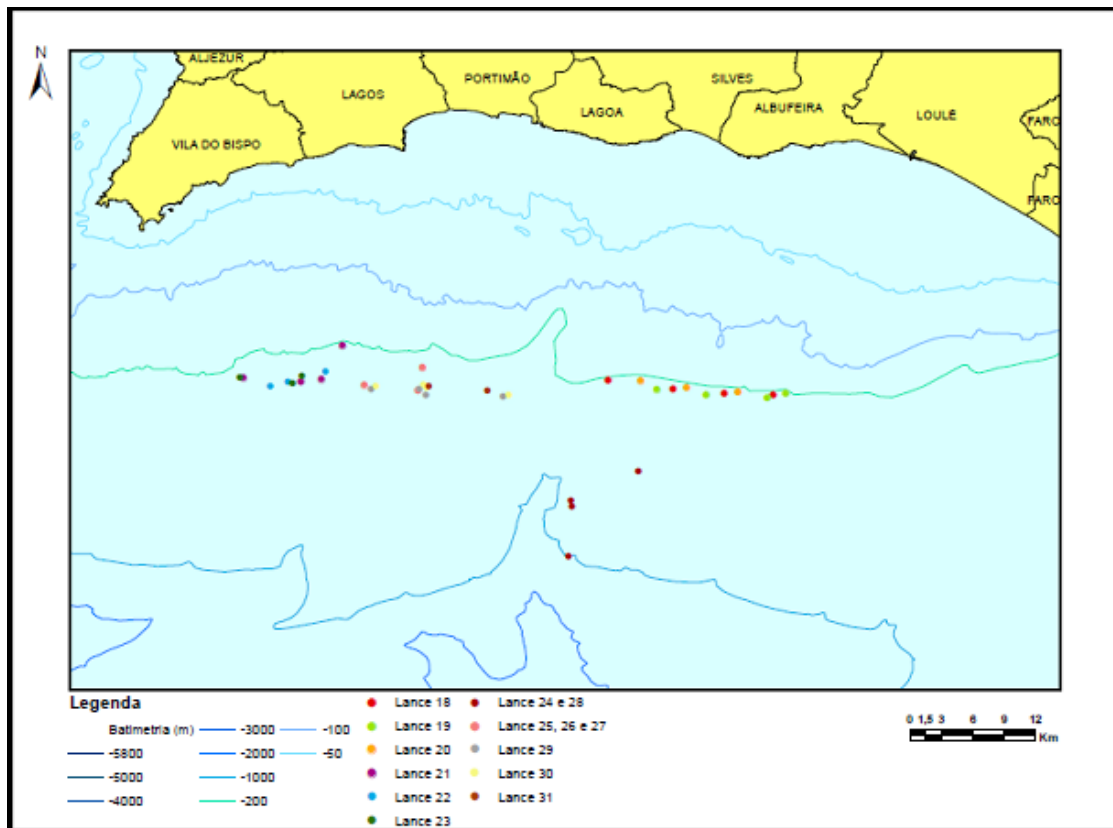 N
ALJEZUR
PORTIMÃO
SILVES
LAGOS
ALBUFEIRA
LAGOA
LOULÉ
FARO
VILA DO BISPO
FARO
Legenda
Batimetria (m)
-5800
-5000
-4000
-3000
-2000
-1000
-200
-100
-50
Lance 18
Lance 19
Lance 20
Lance 21
Lance 22
Lance 23
Lance 24 e 28
Lance 25, 26 e 27
Lance 29
Lance 30
Lance 31
0 1,5 3 6 9 12
Km